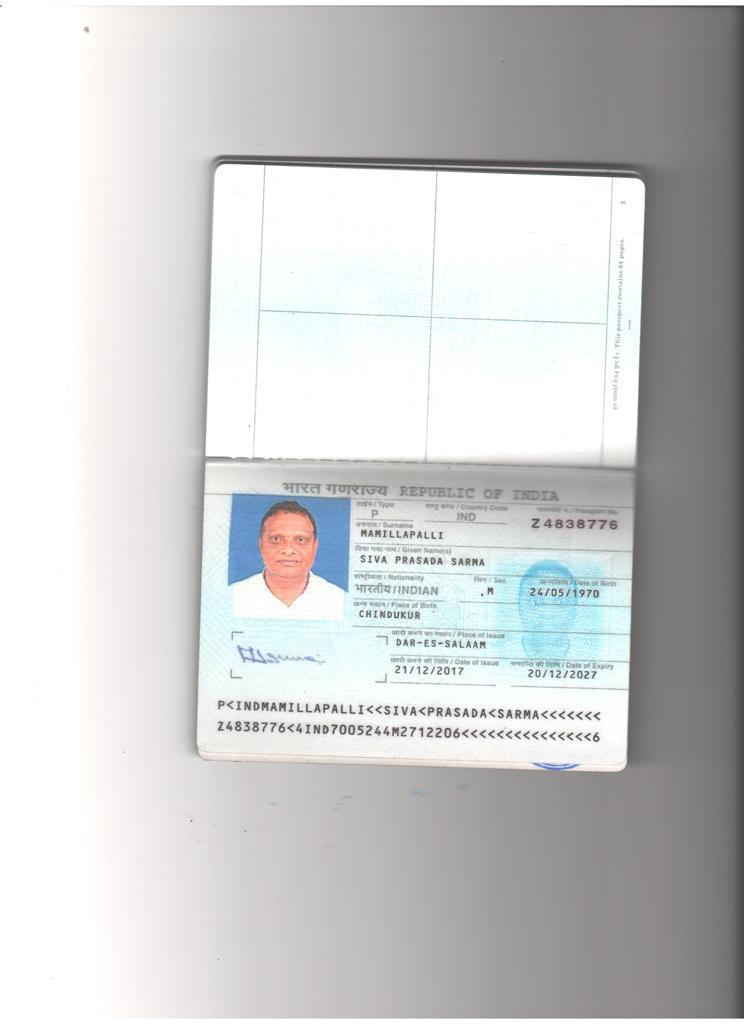 3
इस पासपोर्ट में 64 पृष्ठ हैं। This passport contains 64 pages.
भारत गणराज्य REPUBLIC OF INDIA
टाईप / Type
राष्ट्र कोड / Country Code
पासपोर्ट नं. / Passport No.
P
IND
Z4838776
उपनाम / Surname
MAMILLAPALLI
दिया गया नाम / Given Name(s)
SIVA PRASADA SARMA
राष्ट्रीयता / Nationality
लिंग / Sex
जन्मतिथि / Date of Birth
भारतीय/INDIAN
M
24/05/1970
जन्म स्थान / Place of Birth
CHINDUKUR
जारी करने का स्थान / Place of Issue
DAR-ES-SALAAM
जारी करने की तिथि / Date of Issue
समाप्ति की तिथि / Date of Expiry
21/12/2017
20/12/2027
P<INDMAMILLAPALLI<<SIVA<PRASADA<SARMA<<<<<<<
Z4838776<4IND7005244M2712206<<<<<<<<<<<<<<<6